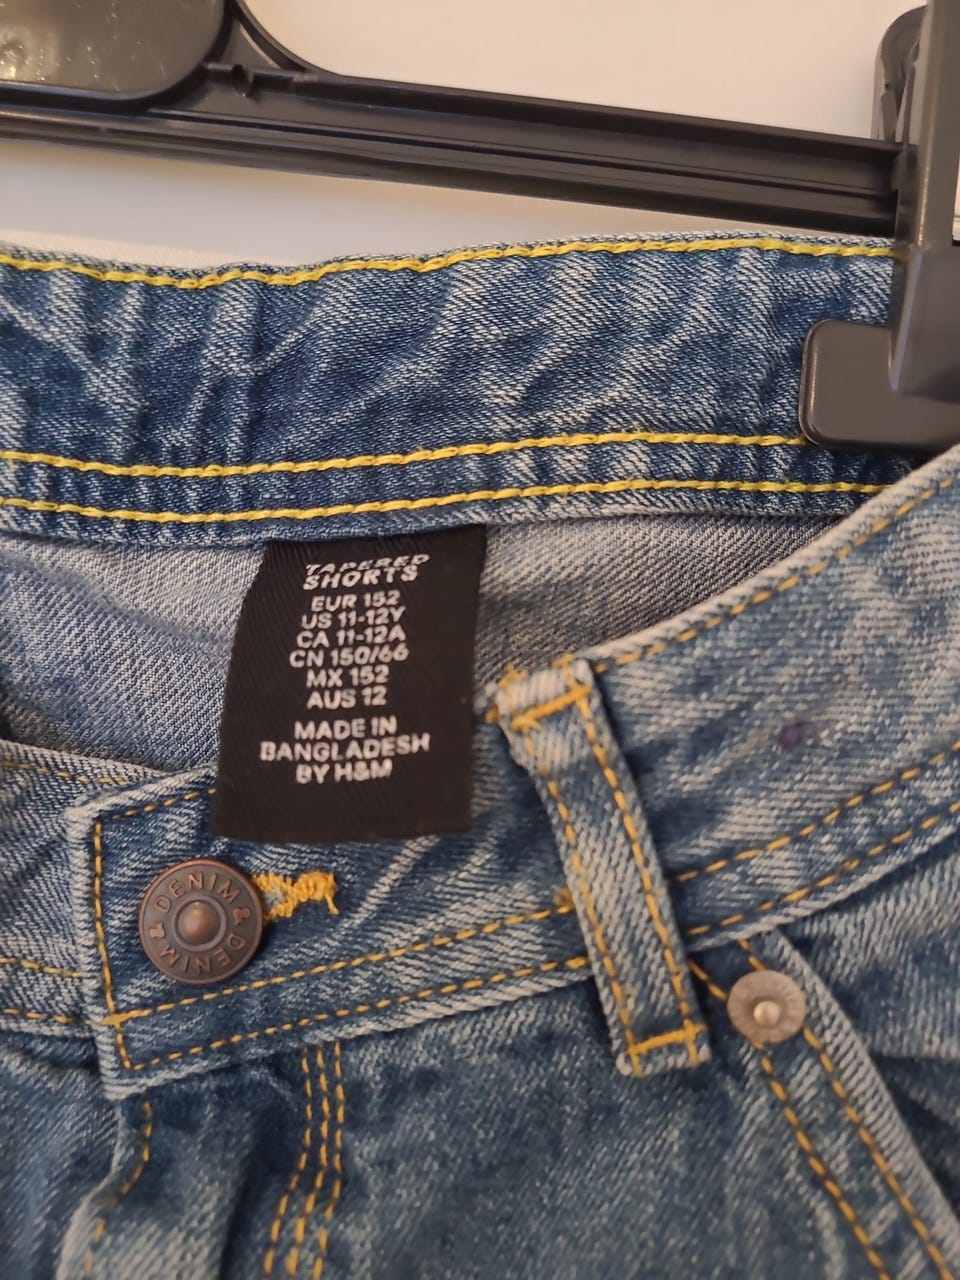 TAPERED
SHORTS
EUR 152
US 11-12Y
CA 11-12A
CN 150/66
MX 152
AUS 12
MADE IN
BANGLADESH
BY H&M
DENIM & DENIM &